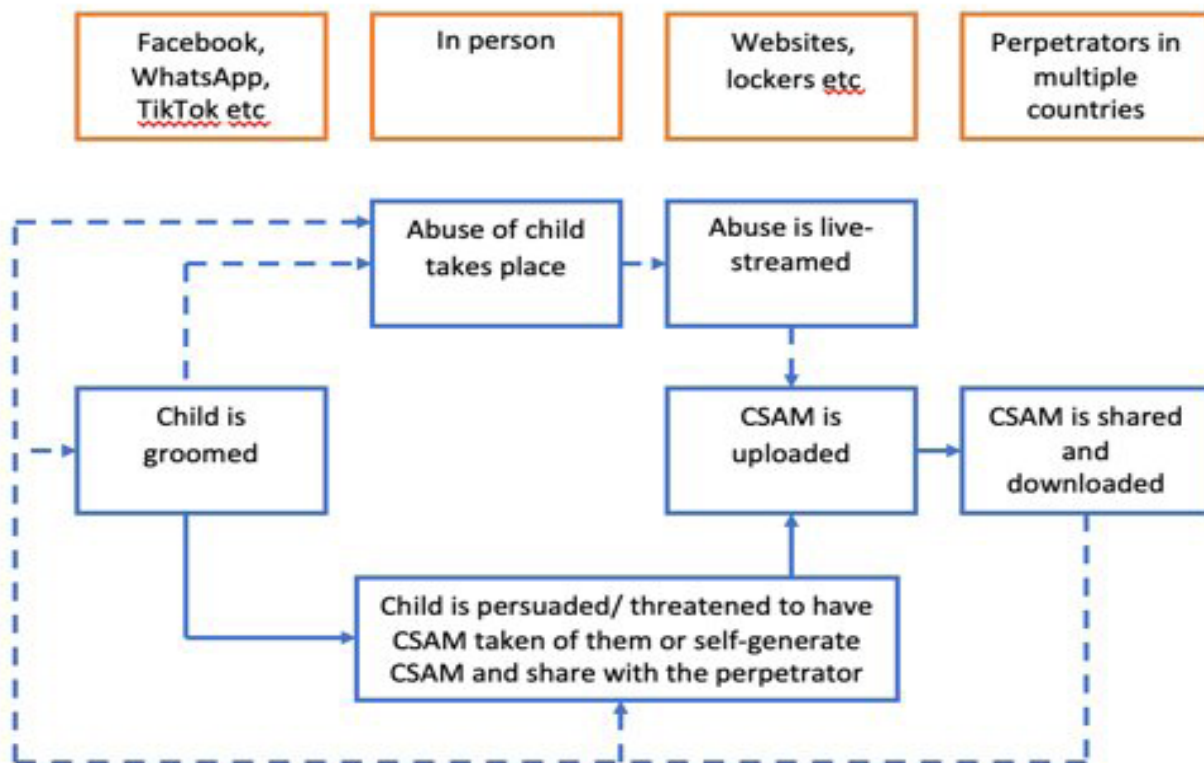 Facebook,
WhatsApp,
TikTok etc
In person
Websites,
lockers etc
Perpetrators in
multiple
countries
Abuse of child
takes place
Abuse is live-
streamed
Child is
groomed
CSAM is
uploaded
CSAM is shared
and
downloaded
Child is persuaded/ threatened to have
CSAM taken of them or self-generate
CSAM and share with the perpetrator